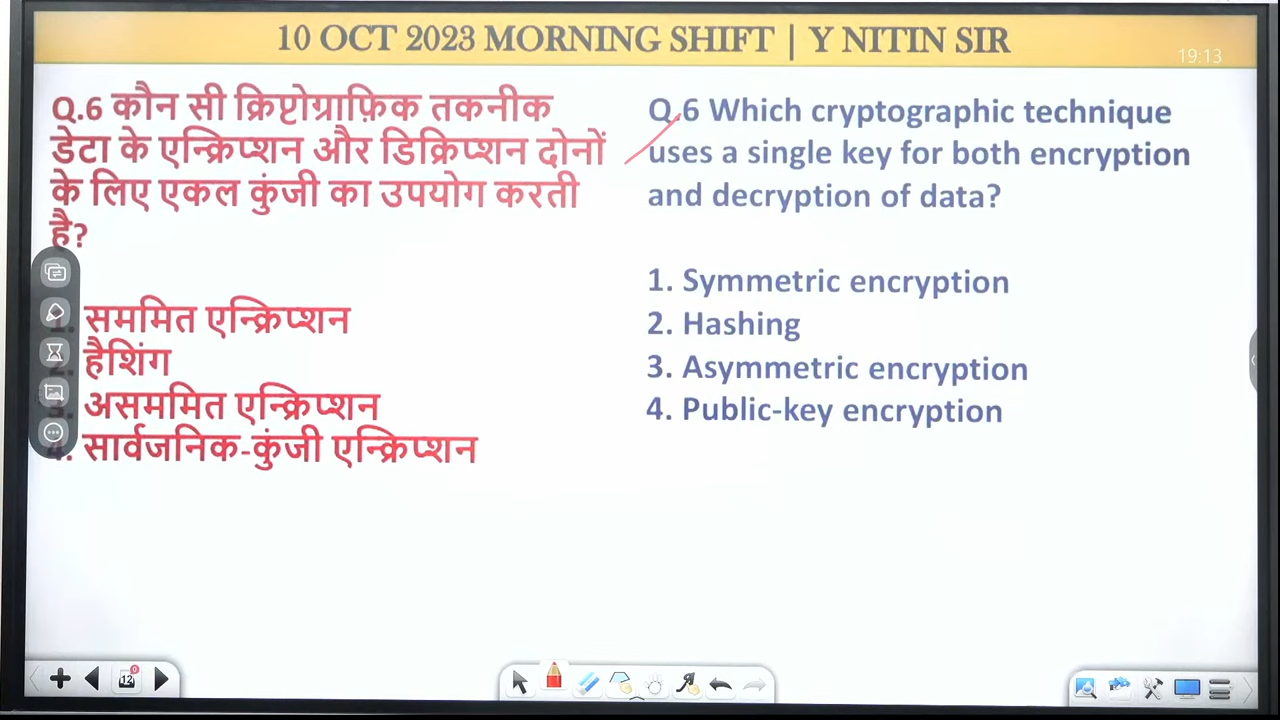 10 OCT 2023 MORNING SHIFT | Y NITIN SIR
19:13
Q.6 कौन सी क्रिप्टोग्राफ़िक तकनीक
डेटा के एन्क्रिप्शन और डिक्रिप्शन दोनों
के लिए एकल कुंजी का उपयोग करती
है?
सममित एन्क्रिप्शन
हैशिंग
असममित एन्क्रिप्शन
4. सार्वजनिक-कुंजी एन्क्रिप्शन
Q.6 Which cryptographic technique
uses a single key for both encryption
and decryption of data?
1. Symmetric encryption
2. Hashing
3. Asymmetric encryption
4. Public-key encryption
12